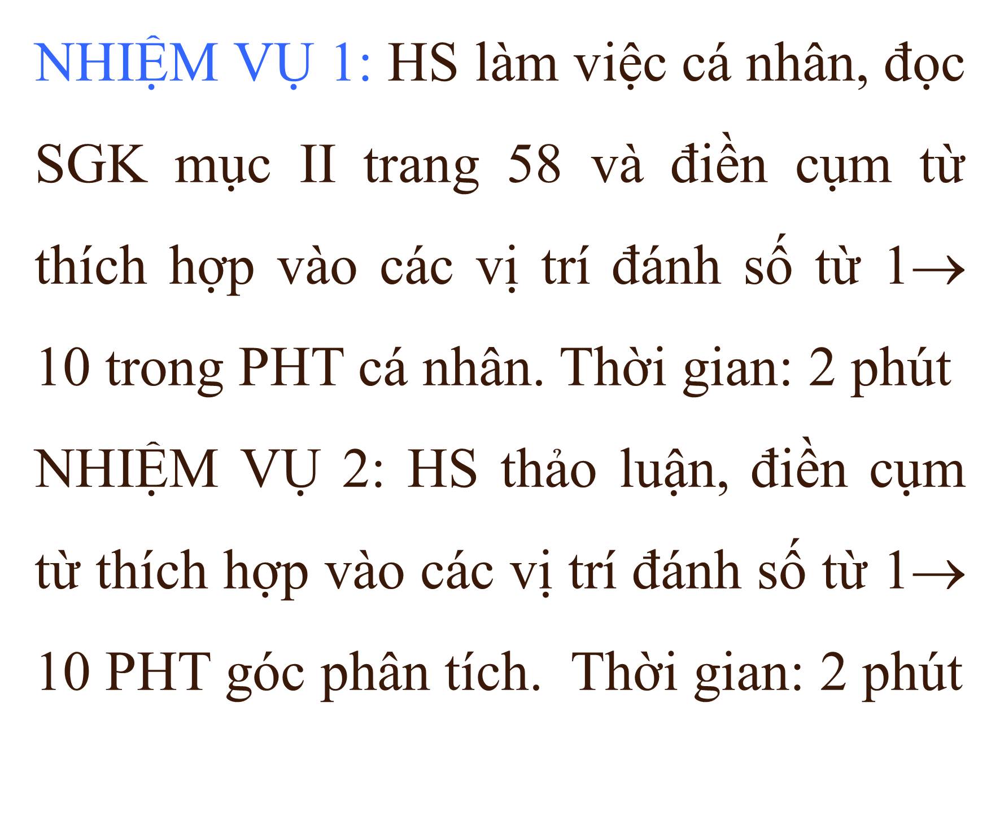 NHIỆM VỤ 1: HS làm việc cá nhân, đọc
SGK mục II trang 58 và điền cụm từ
thích hợp vào các vị trí đánh số từ 1→
10 trong PHT cá nhân. Thời gian: 2 phút
NHIỆM VỤ 2: HS thảo luận, điền cụm
từ thích hợp vào các vị trí đánh số từ 1→
10 PHT góc phân tích.  Thời gian: 2 phút